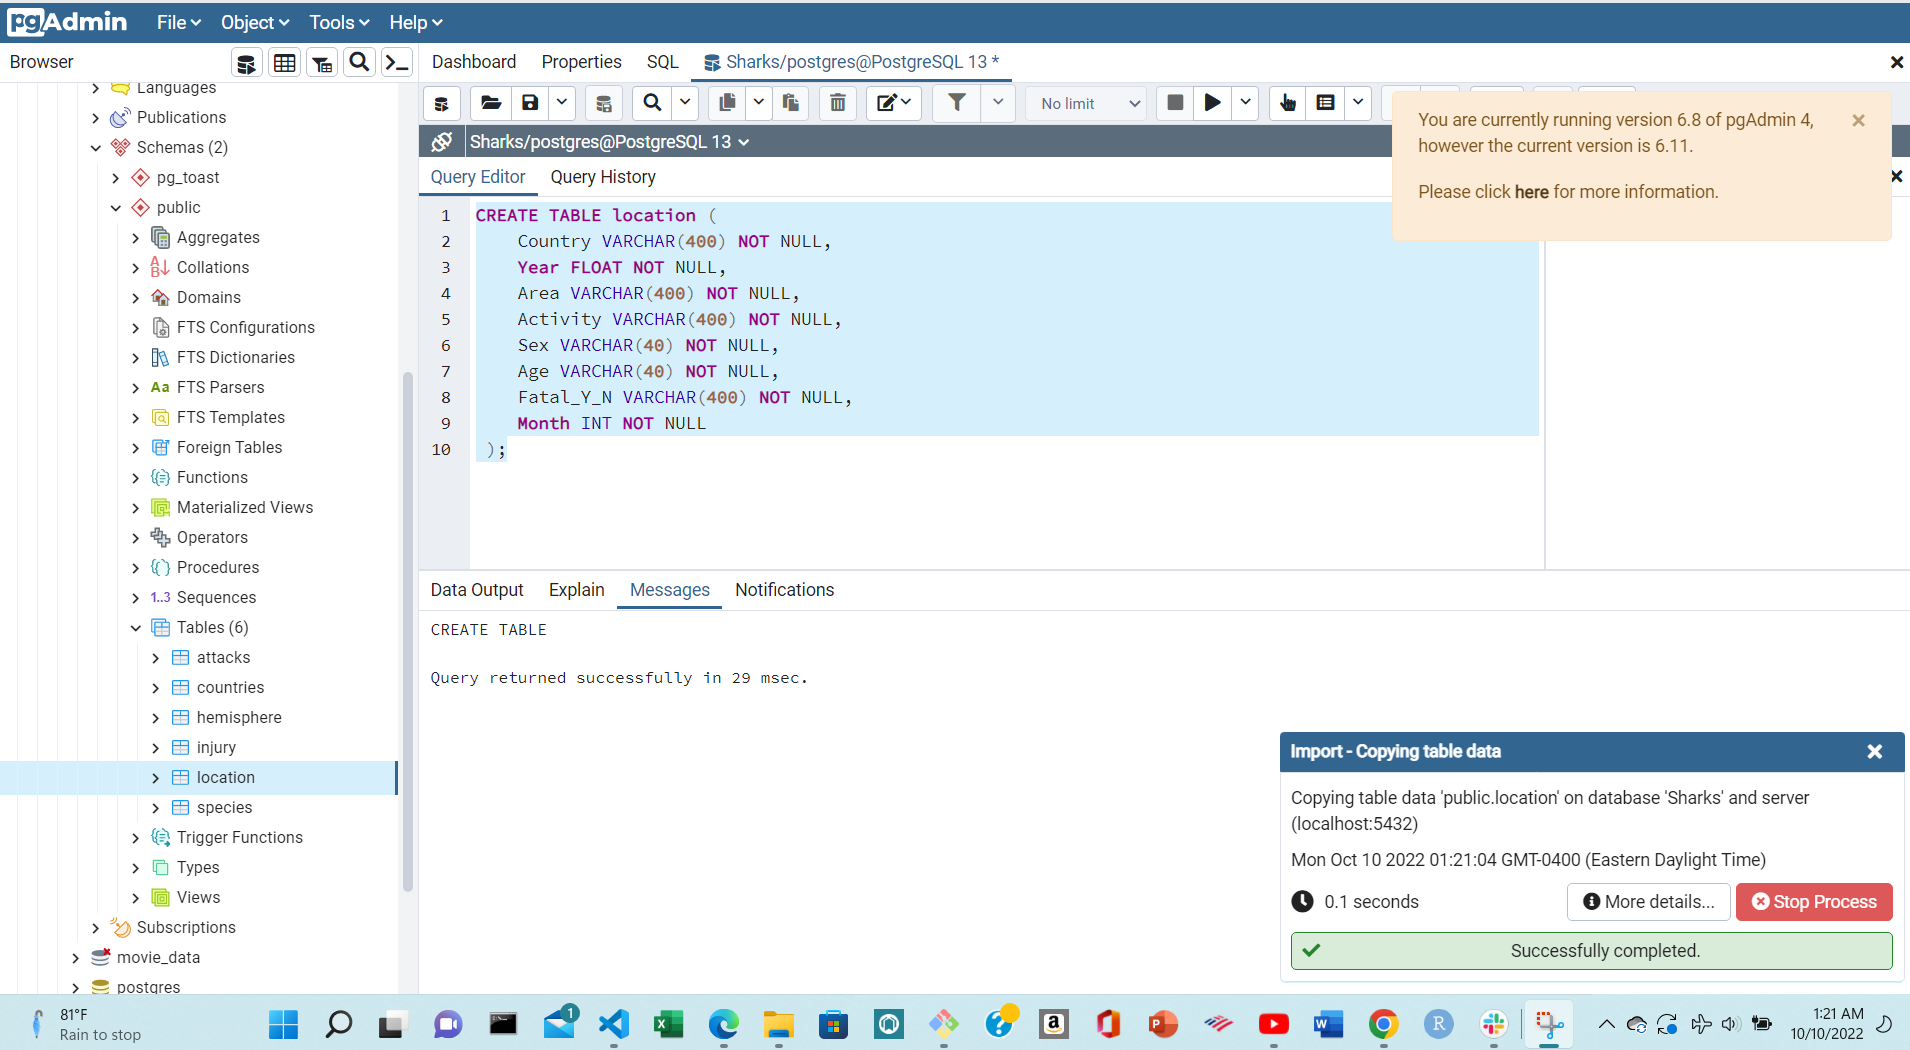 pgAdmin
File
Object
Tools
Help
Browser
Dashboard
Properties
SQL
Sharks/postgres@PostgreSQL 13 *
No limit
Sharks/postgres@PostgreSQL 13
Query Editor
Query History
You are currently running version 6.8 of pgAdmin 4,
however the current version is 6.11.
Please click here for more information.
Languages
Publications
Schemas (2)
pg_toast
public
Aggregates
Collations
Domains
FTS Configurations
FTS Dictionaries
Aa FTS Parsers
FTS Templates
Foreign Tables
Functions
Materialized Views
Operators
Procedures
1..3 Sequences
Tables (6)
attacks
countries
hemisphere
injury
location
species
Trigger Functions
Types
Views
Subscriptions
movie_data
postgres
1 CREATE TABLE location (
2 Country VARCHAR(400) NOT NULL,
3 Year FLOAT NOT NULL,
4 Area VARCHAR(400) NOT NULL,
5 Activity VARCHAR(400) NOT NULL,
6 Sex VARCHAR(40) NOT NULL,
7 Age VARCHAR(40) NOT NULL,
8 Fatal_Y_N VARCHAR(400) NOT NULL,
9 Month INT NOT NULL
10 );
Data Output
Explain
Messages
Notifications
CREATE TABLE
Query returned successfully in 29 msec.
Import - Copying table data
Copying table data 'public.location' on database 'Sharks' and server
(localhost:5432)
Mon Oct 10 2022 01:21:04 GMT-0400 (Eastern Daylight Time)
0.1 seconds
More details...
Stop Process
Successfully completed.
81°F
Rain to stop
1
1:21 AM
10/10/2022